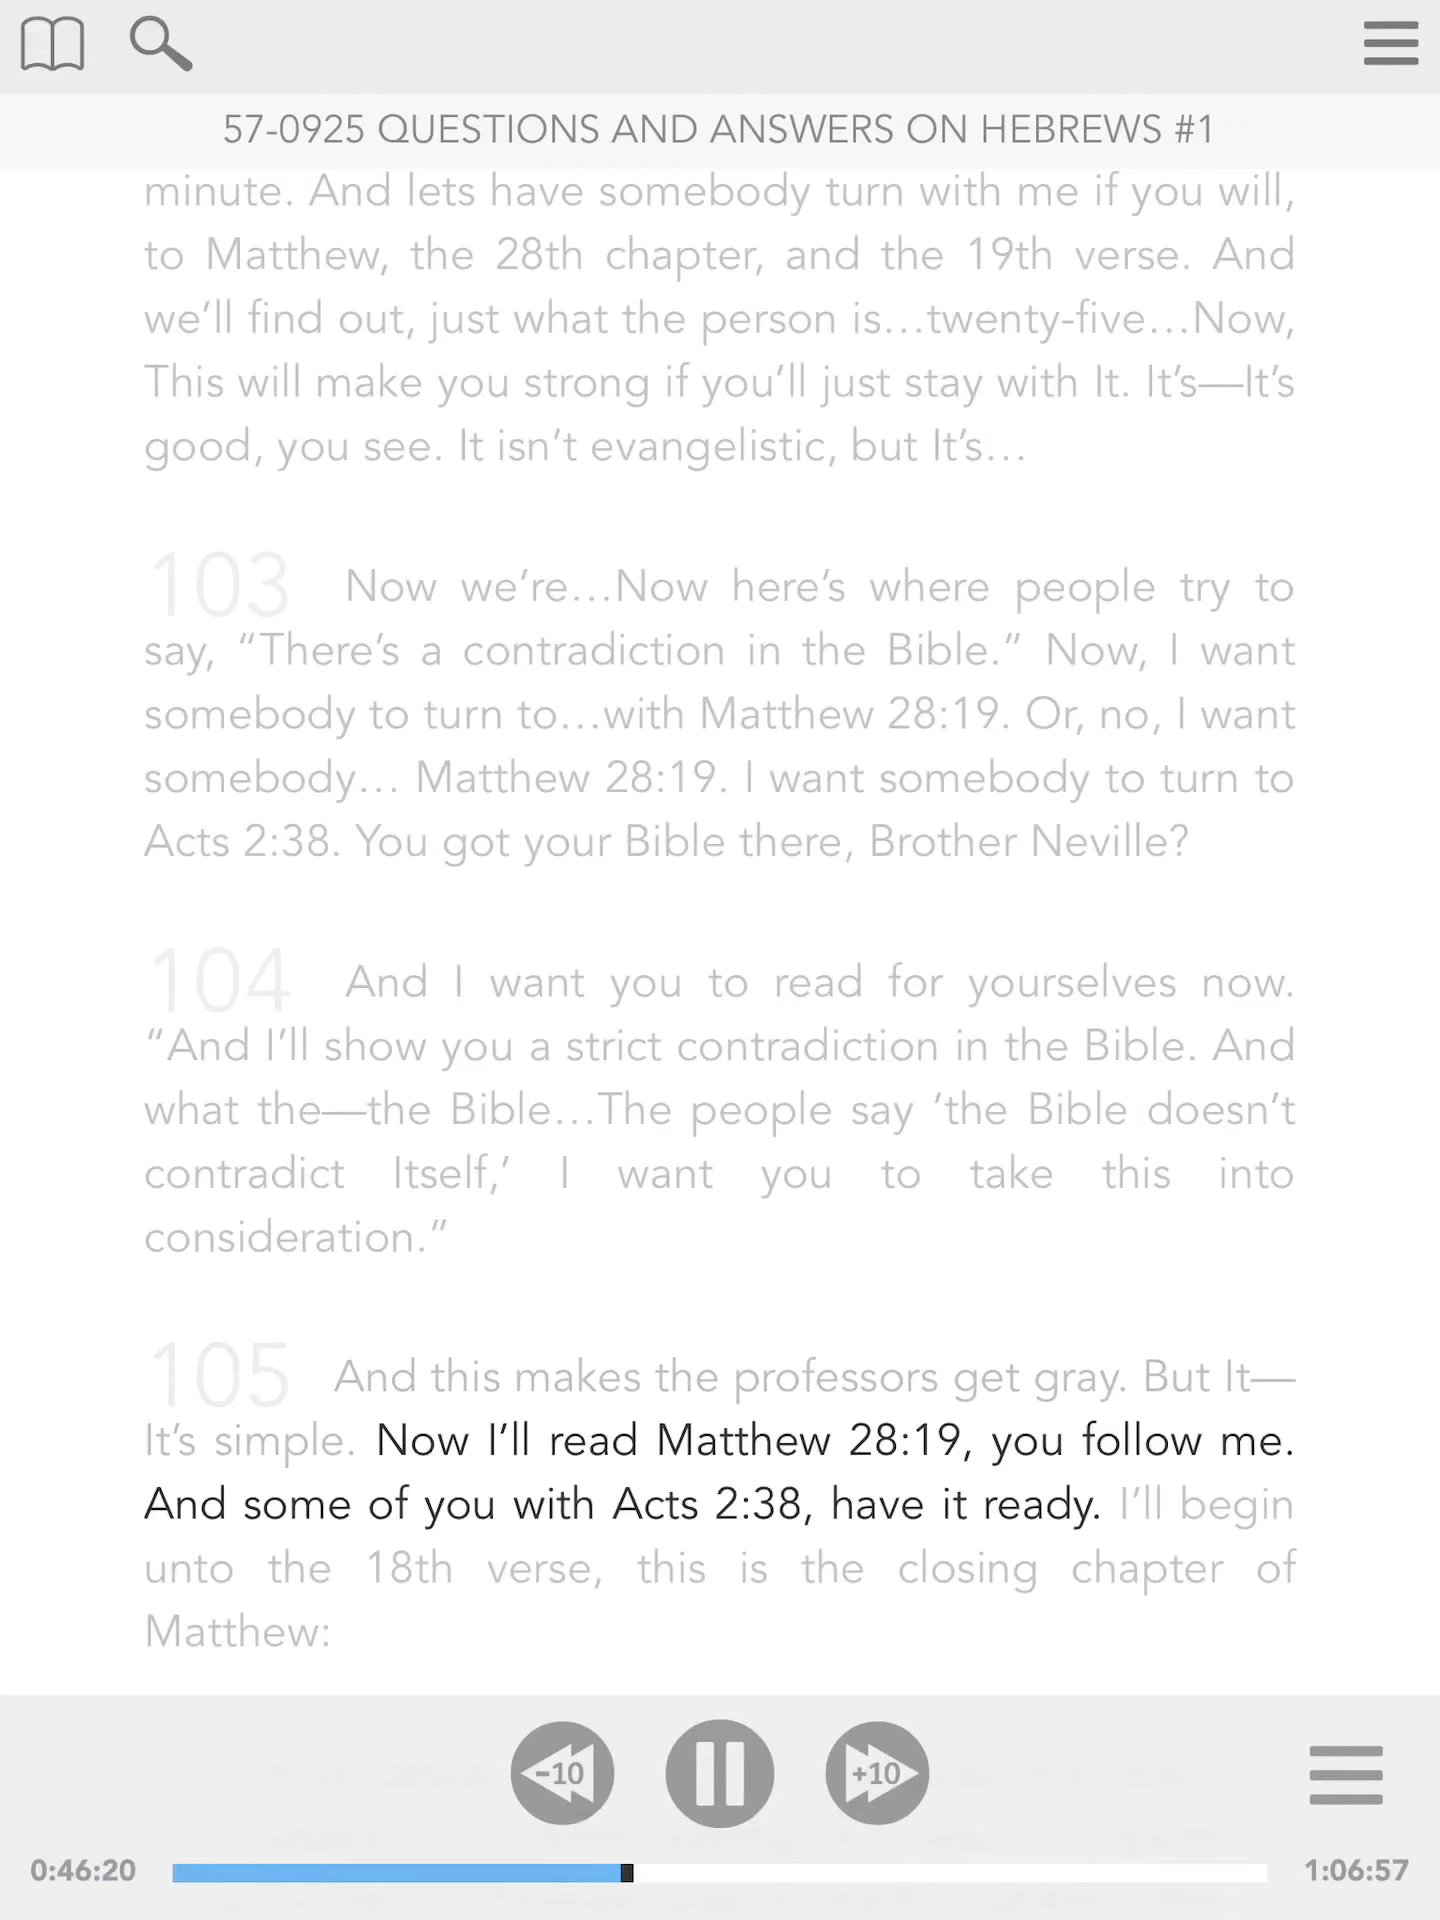 57-0925 QUESTIONS AND ANSWERS ON HEBREWS #1
minute. And lets have somebody turn with me if you will,
to Matthew, the 28th chapter, and the 19th verse. And
we’ll find out, just what the person is…twenty-five…Now,
This will make you strong if you’ll just stay with It. It’s—It’s
good, you see. It isn’t evangelistic, but It’s…
103 Now we’re…Now here’s where people try to
say, “There’s a contradiction in the Bible.” Now, I want
somebody to turn to…with Matthew 28:19. Or, no, I want
somebody… Matthew 28:19. I want somebody to turn to
Acts 2:38. You got your Bible there, Brother Neville?
104 And I want you to read for yourselves now.
“And I’ll show you a strict contradiction in the Bible. And
what the—the Bible…The people say ‘the Bible doesn’t
contradict Itself,’ I want you to take this into
consideration.”
105 And this makes the professors get gray. But It—
It’s simple. Now I’ll read Matthew 28:19, you follow me.
And some of you with Acts 2:38, have it ready. I’ll begin
unto the 18th verse, this is the closing chapter of
Matthew:
-10 +10
0:46:20 1:06:57